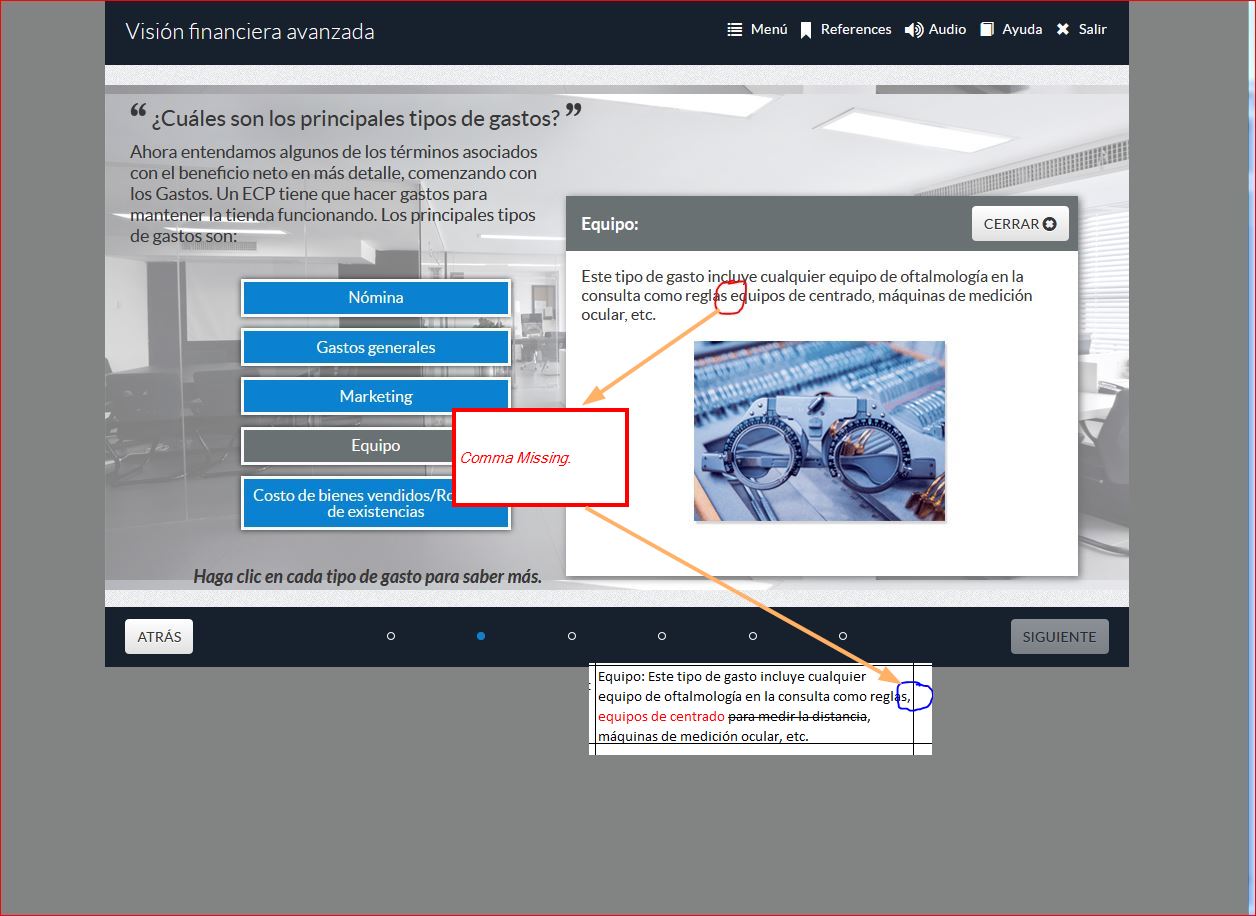 Visión financiera avanzada
Menú References Audio Ayuda Salir
“ ¿Cuáles son los principales tipos de gastos? ”
Ahora entendamos algunos de los términos asociados
con el beneficio neto en más detalle, comenzando con
los Gastos. Un ECP tiene que hacer gastos para
mantener la tienda funcionando. Los principales tipos
de gastos son:
Nómina
Gastos generales
Marketing
Equipo
Costo de bienes vendidos/
de existencias
Haga clic en cada tipo de gasto para saber más.
Equipo:
CERRAR
Este tipo de gasto incluye cualquier equipo de oftalmología en la
consulta como reglas equipos de centrado, máquinas de medición
ocular, etc.
Comma Missing.
ATRÁS
SIGUIENTE
Equipo: Este tipo de gasto incluye cualquier
equipo de oftalmología en la consulta como reglas,
equipos de centrado para medir la distancia,
máquinas de medición ocular, etc.